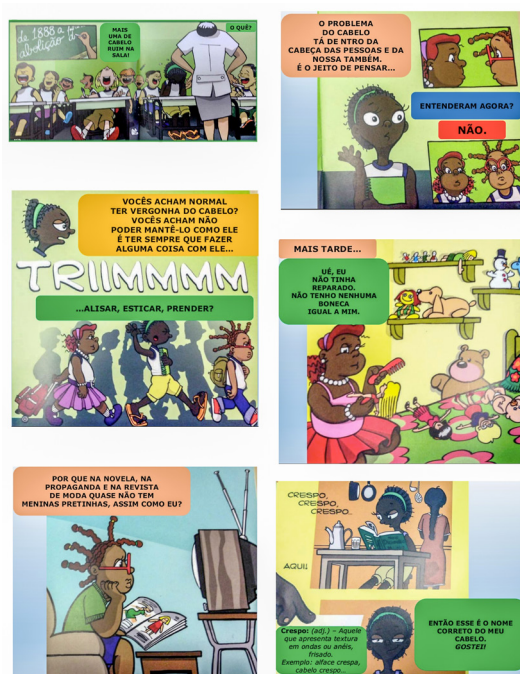 de 1888 a
abolição d
MAIS
UMA DE
CABELO
RUIM NA
SALA!
O QUÊ?
O PROBLEMA
DO CABELO
TÁ DE NTRO DA
CABEÇA DAS PESSOAS E DA
NOSSA TAMBÉM.
É O JEITO DE PENSAR...
ENTENDERAM AGORA?
NÃO.
VOCÊS ACHAM NORMAL
TER VERGONHA DO CABELO?
VOCÊS ACHAM NÃO
PODER MANTÊ-LO COMO ELE
É TER SEMPRE QUE FAZER
ALGUMA COISA COM ELE...
TRIIMMMM
...ALISAR, ESTICAR, PRENDER?
MAIS TARDE...
UÉ, EU
NÃO TINHA
REPARADO.
NÃO TENHO NENHUMA
BONECA
IGUAL A MIM.
POR QUE NA NOVELA, NA
PROPAGANDA E NA REVISTA
DE MODA QUASE NÃO TEM
MENINAS PRETINHAS, ASSIM COMO EU?
CRESPO,
CRESPO,
CRESPO...
AQUI!
Crespo: (adj.) – Aquele
que apresenta textura
em ondas ou anéis,
frisado.
Exemplo: alface crespa,
cabelo crespo...
ENTÃO ESSE É O NOME
CORRETO DO MEU
CABELO.
GOSTEI!